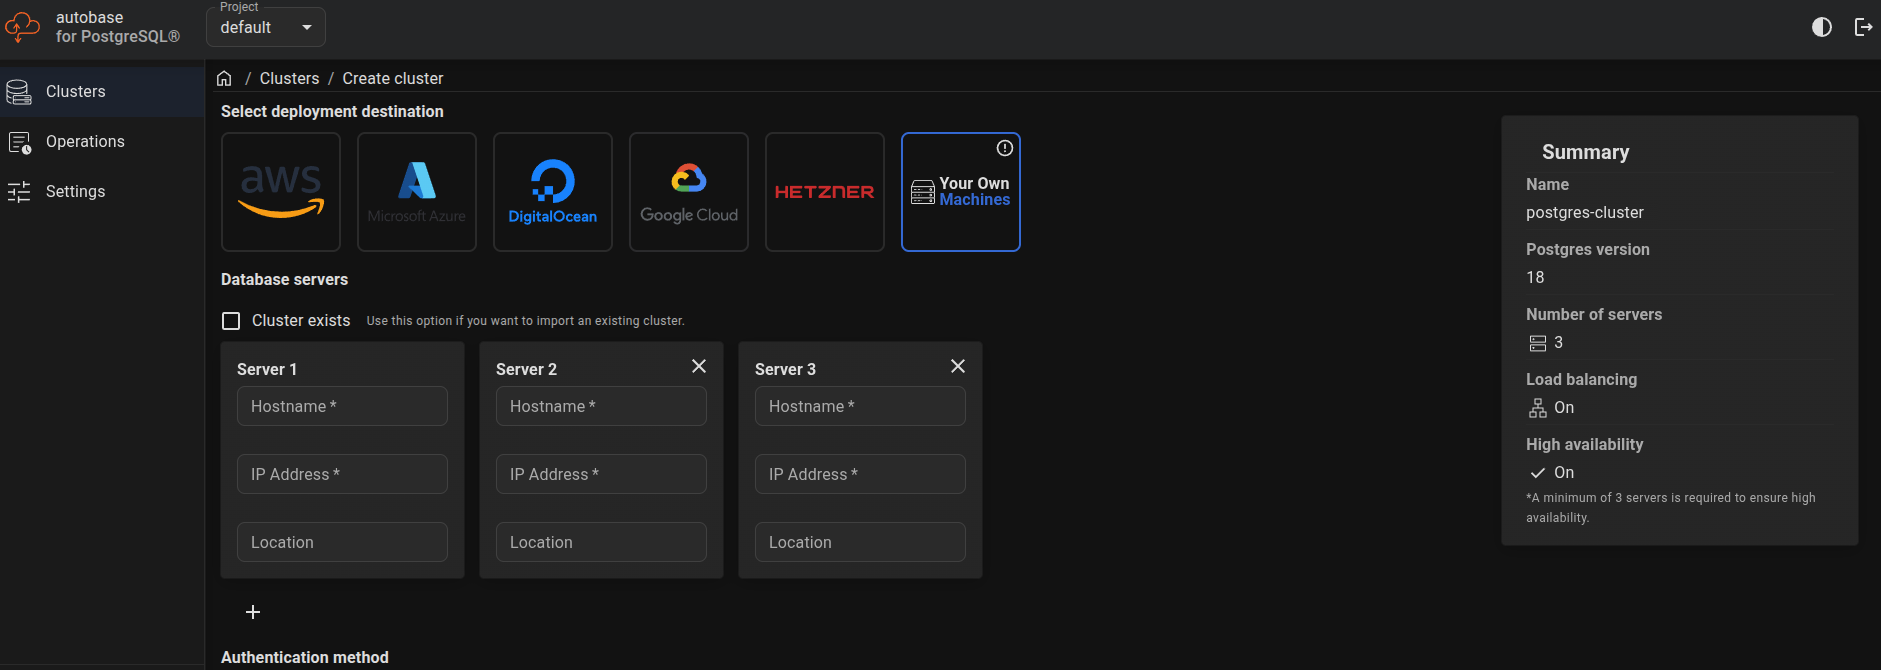 autobase
for PostgreSQL®
Project
default
Clusters
Operations
Settings
/ Clusters / Create cluster
Select deployment destination
aws
Microsoft Azure
DigitalOcean
Google Cloud
HETZNER
Your Own
Machines
Database servers
Cluster exists
Use this option if you want to import an existing cluster.
Server 1
Hostname *
IP Address *
Location
Server 2
Hostname *
IP Address *
Location
Server 3
Hostname *
IP Address *
Location
Authentication method
Summary
Name
postgres-cluster
Postgres version
18
Number of servers
3
Load balancing
On
High availability
On
*A minimum of 3 servers is required to ensure high
availability.